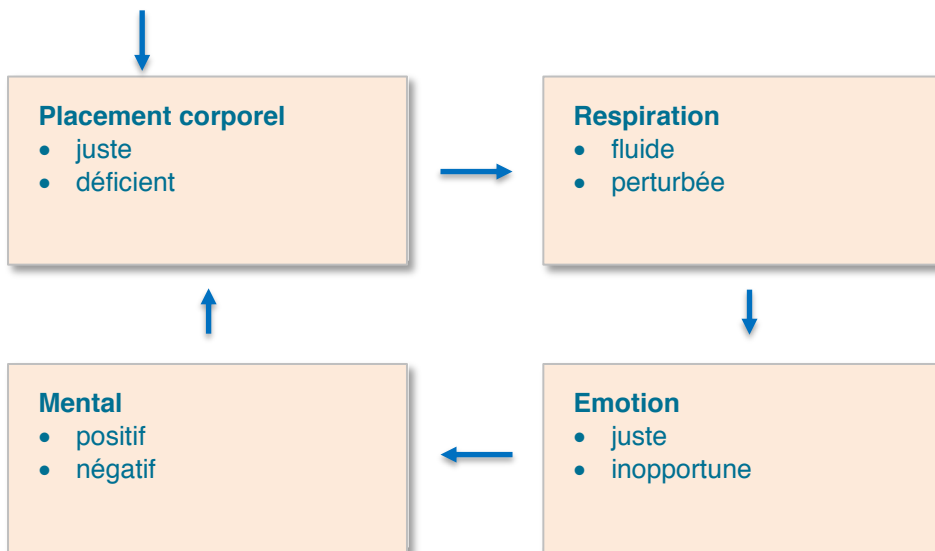 Placement corporel
• juste
• déficient
Respiration
• fluide
• perturbée
Mental
• positif
• négatif
Emotion
• juste
• inopportune